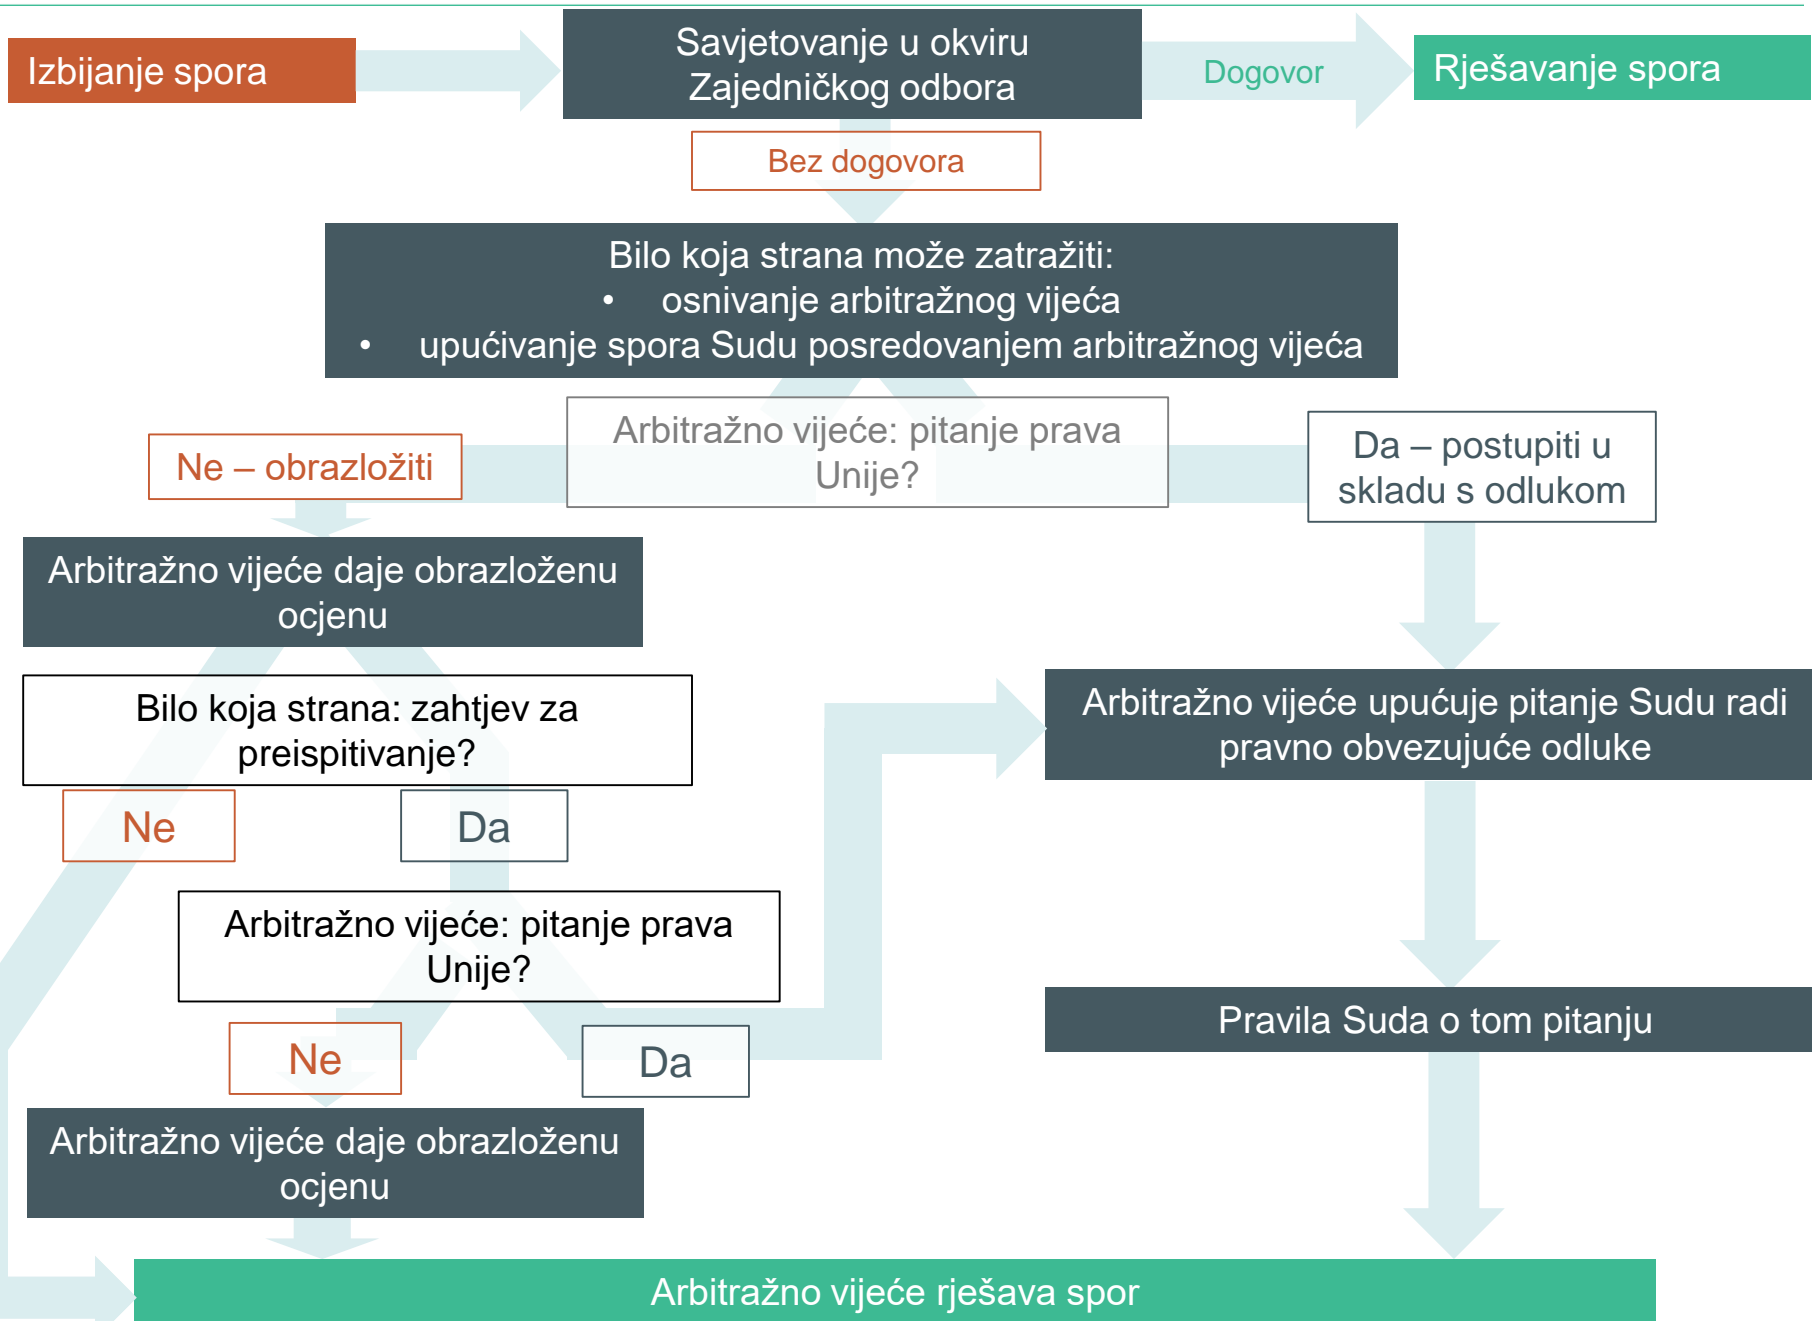 Izbijanje spora
Savjetovanje u okviru
Zajedničkog odbora
Dogovor
Rješavanje spora
Bez dogovora
Bilo koja strana može zatražiti:
• osnivanje arbitražnog vijeća
• upućivanje spora Sudu posredovanjem arbitražnog vijeća
Arbitražno vijeće: pitanje prava
Unije?
Ne – obrazložiti
Da – postupiti u
skladu s odlukom
Arbitražno vijeće daje obrazloženu
ocjenu
Bilo koja strana: zahtjev za
preispitivanje?
Arbitražno vijeće upućuje pitanje Sudu radi
pravno obvezujuće odluke
Ne
Da
Arbitražno vijeće: pitanje prava
Unije?
Pravila Suda o tom pitanju
Ne
Da
Arbitražno vijeće daje obrazloženu
ocjenu
Arbitražno vijeće rješava spor